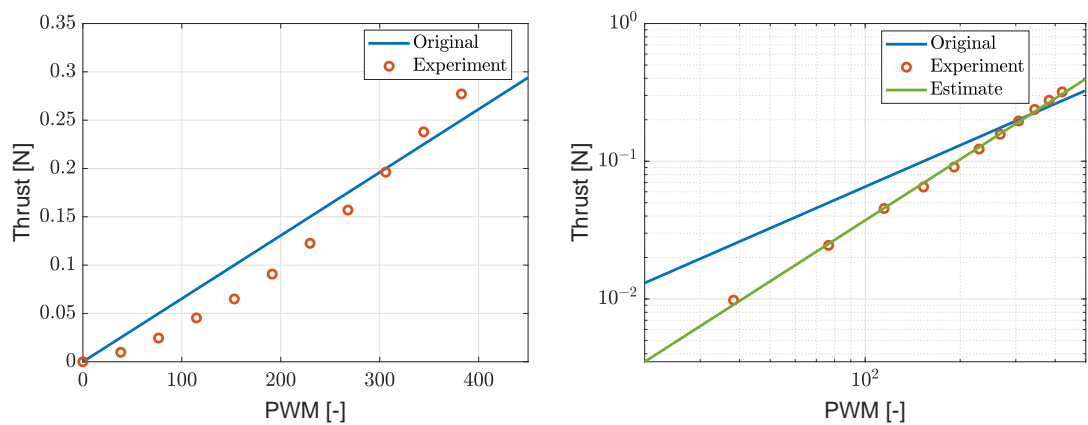 0.35
0.3
0.25
0.2
0.15
0.1
0.05
0
Thrust [N]
0 100 200 300 400
PWM [-]
Original
Experiment
10^0
10^-1
10^-2
Thrust [N]
10^2
PWM [-]
Original
Experiment
Estimate